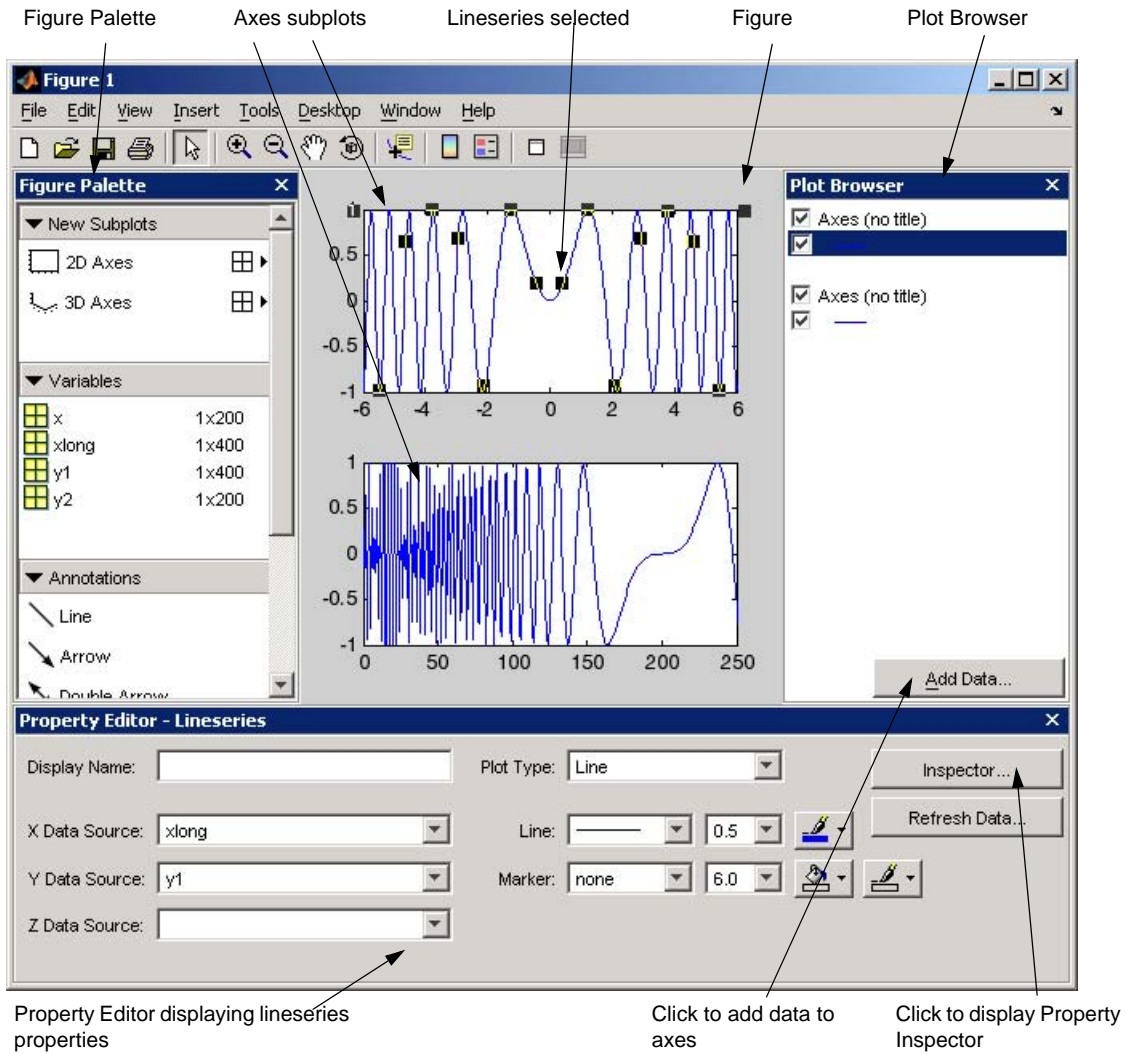 Figure Palette
Axes subplots
Lineseries selected
Figure
Plot Browser
Figure 1
File Edit View Insert Tools Desktop Window Help
Figure Palette
New Subplots
2D Axes
3D Axes
Variables
x 1x200
xlong 1x400
y1 1x400
y2 1x200
Annotations
Line
Arrow
Double Arrow
1
0.5
0
-0.5
-1
-6 -4 -2 0 2 4 6
1
0.5
0
-0.5
-1
0 50 100 150 200 250
Plot Browser
Axes (no title)
Axes (no title)
Add Data...
Property Editor - Lineseries
Display Name:
Plot Type: Line
Inspector...
X Data Source: xlong
Line: 0.5
Refresh Data...
Y Data Source: y1
Marker: none 6.0
Z Data Source:
Property Editor displaying lineseries
properties
Click to add data to
axes
Click to display Property
Inspector